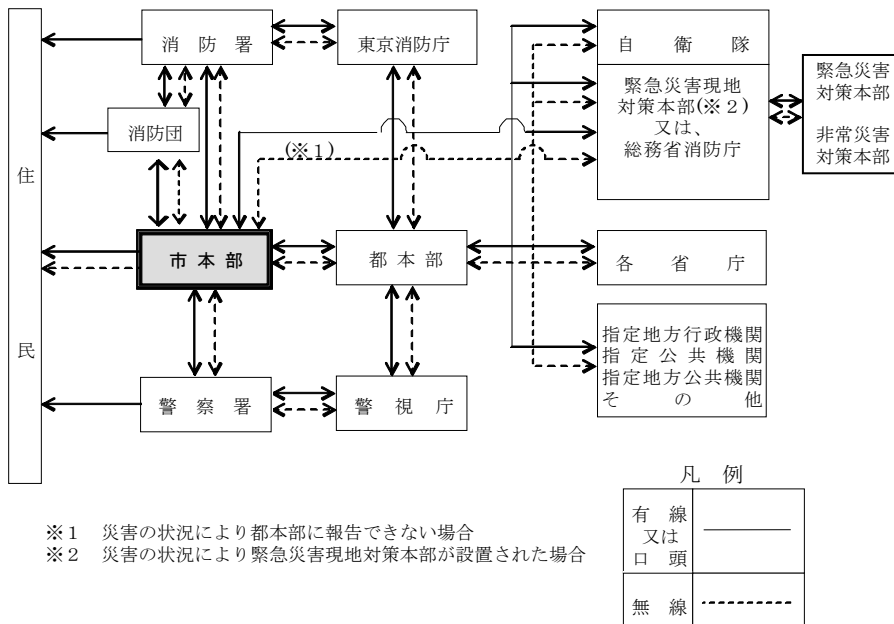 消 防 署
東京消防庁
自 衛 隊
緊急災害現地
対策本部(※２)
又は、
総務省消防庁
緊急災害
対策本部
非常災害
対策本部
消防団
(※１)
住
民
市 本 部
都 本 部
各 省 庁
指定地方行政機関
指 定 公 共 機 関
指定地方公共機関
そ の 他
警 察 署
警 視 庁
凡 例
有 線
又は
口 頭
無 線
※１ 災害の状況により都本部に報告できない場合
※２ 災害の状況により緊急災害現地対策本部が設置された場合